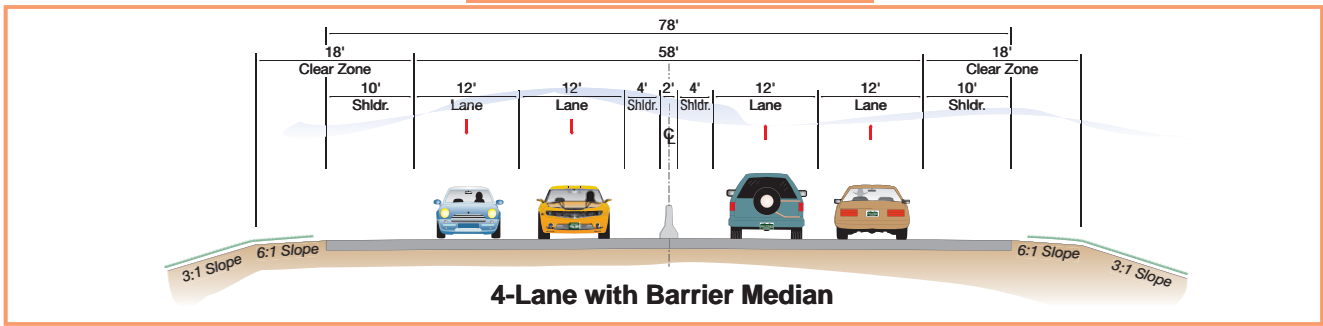 78'
18' 58' 18'
Clear Zone Clear Zone
10' 12' 12' 4' 2' 4' 12' 12' 10'
Shldr. Lane Lane Shldr. Shldr. Lane Lane Shldr.
℄
3:1 Slope 6:1 Slope 6:1 Slope 3:1 Slope
4-Lane with Barrier Median